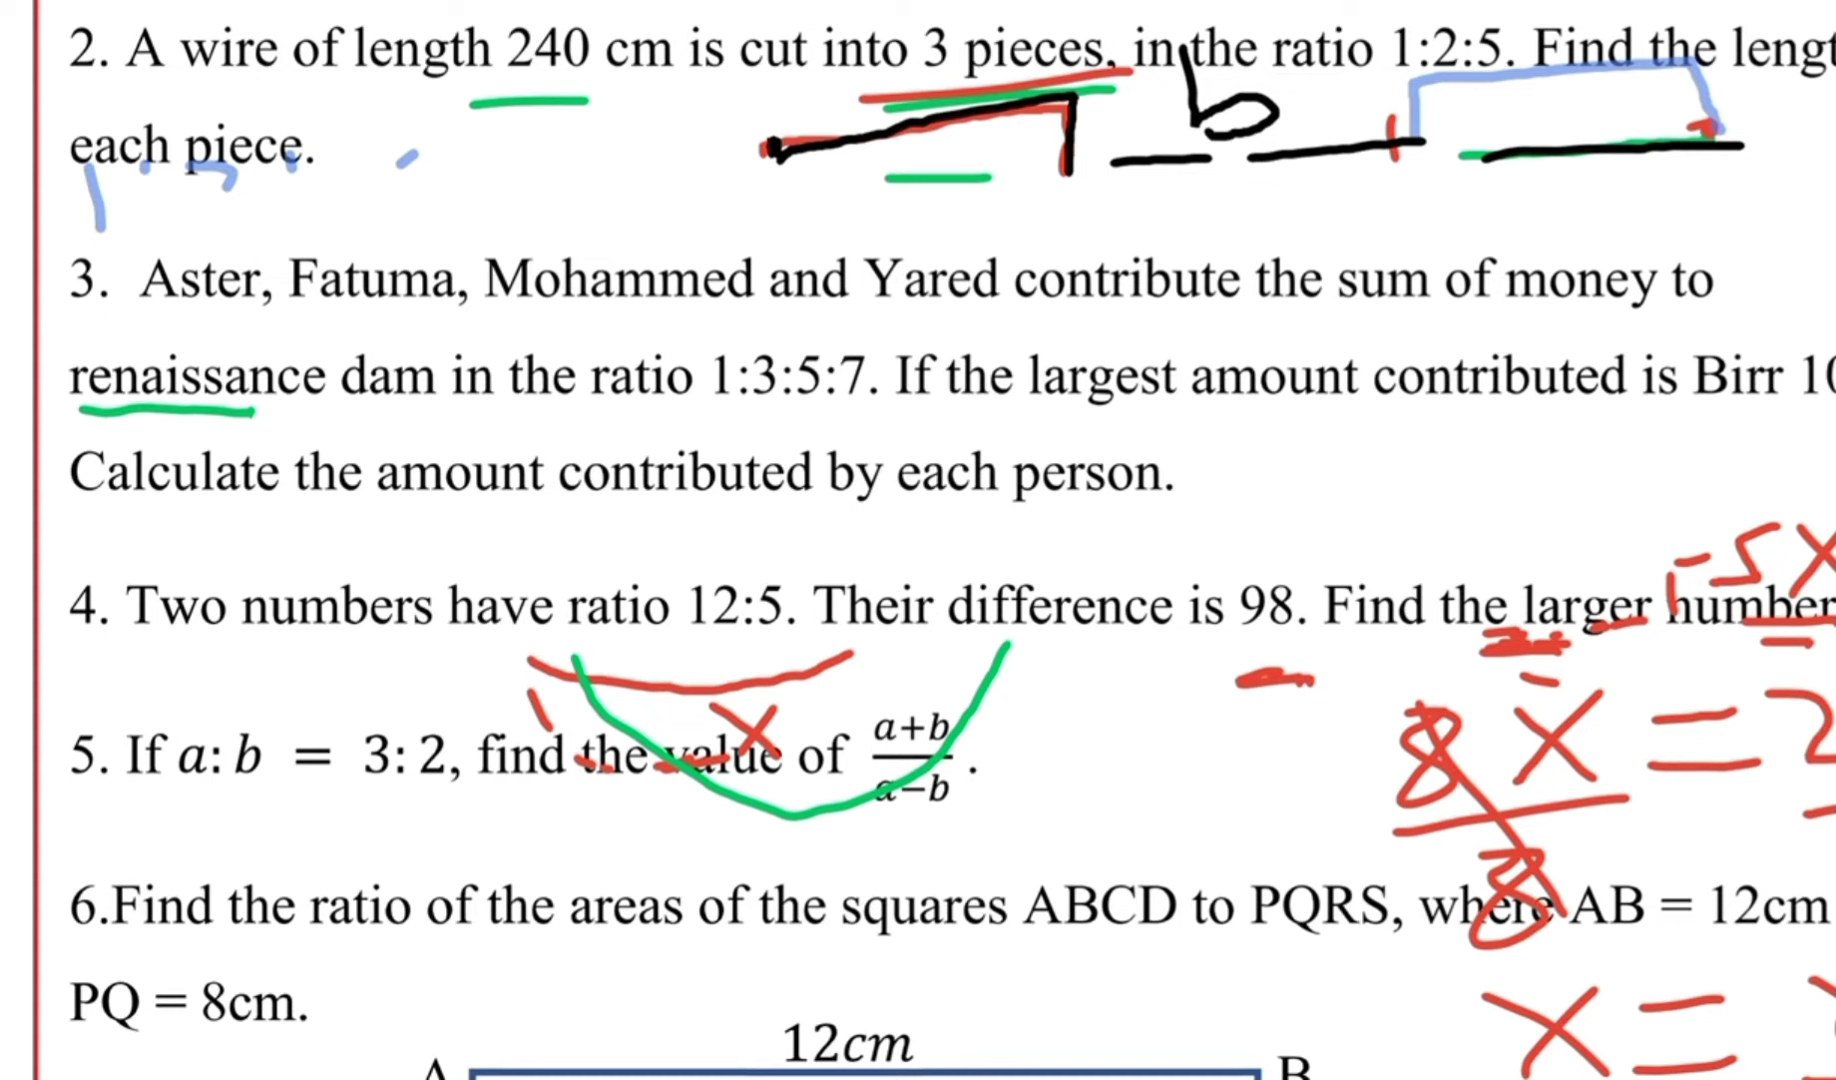 2. A wire of length 240 cm is cut into 3 pieces, in the ratio 1:2:5. Find the
b
each piece.
3. Aster, Fatuma, Mohammed and Yared contribute the sum of money to
renaissance dam in the ratio 1:3:5:7. If the largest amount contributed is Birr
Calculate the amount contributed by each person.
-5x
4. Two numbers have ratio 12:5. Their difference is 98. Find the larger number
x
8x = 2
5. If a: b = 3: 2, find the value of a+b/a−b .
8
6.Find the ratio of the areas of the squares ABCD to PQRS, where AB = 12cm
PQ = 8cm.
x =
12cm
A B